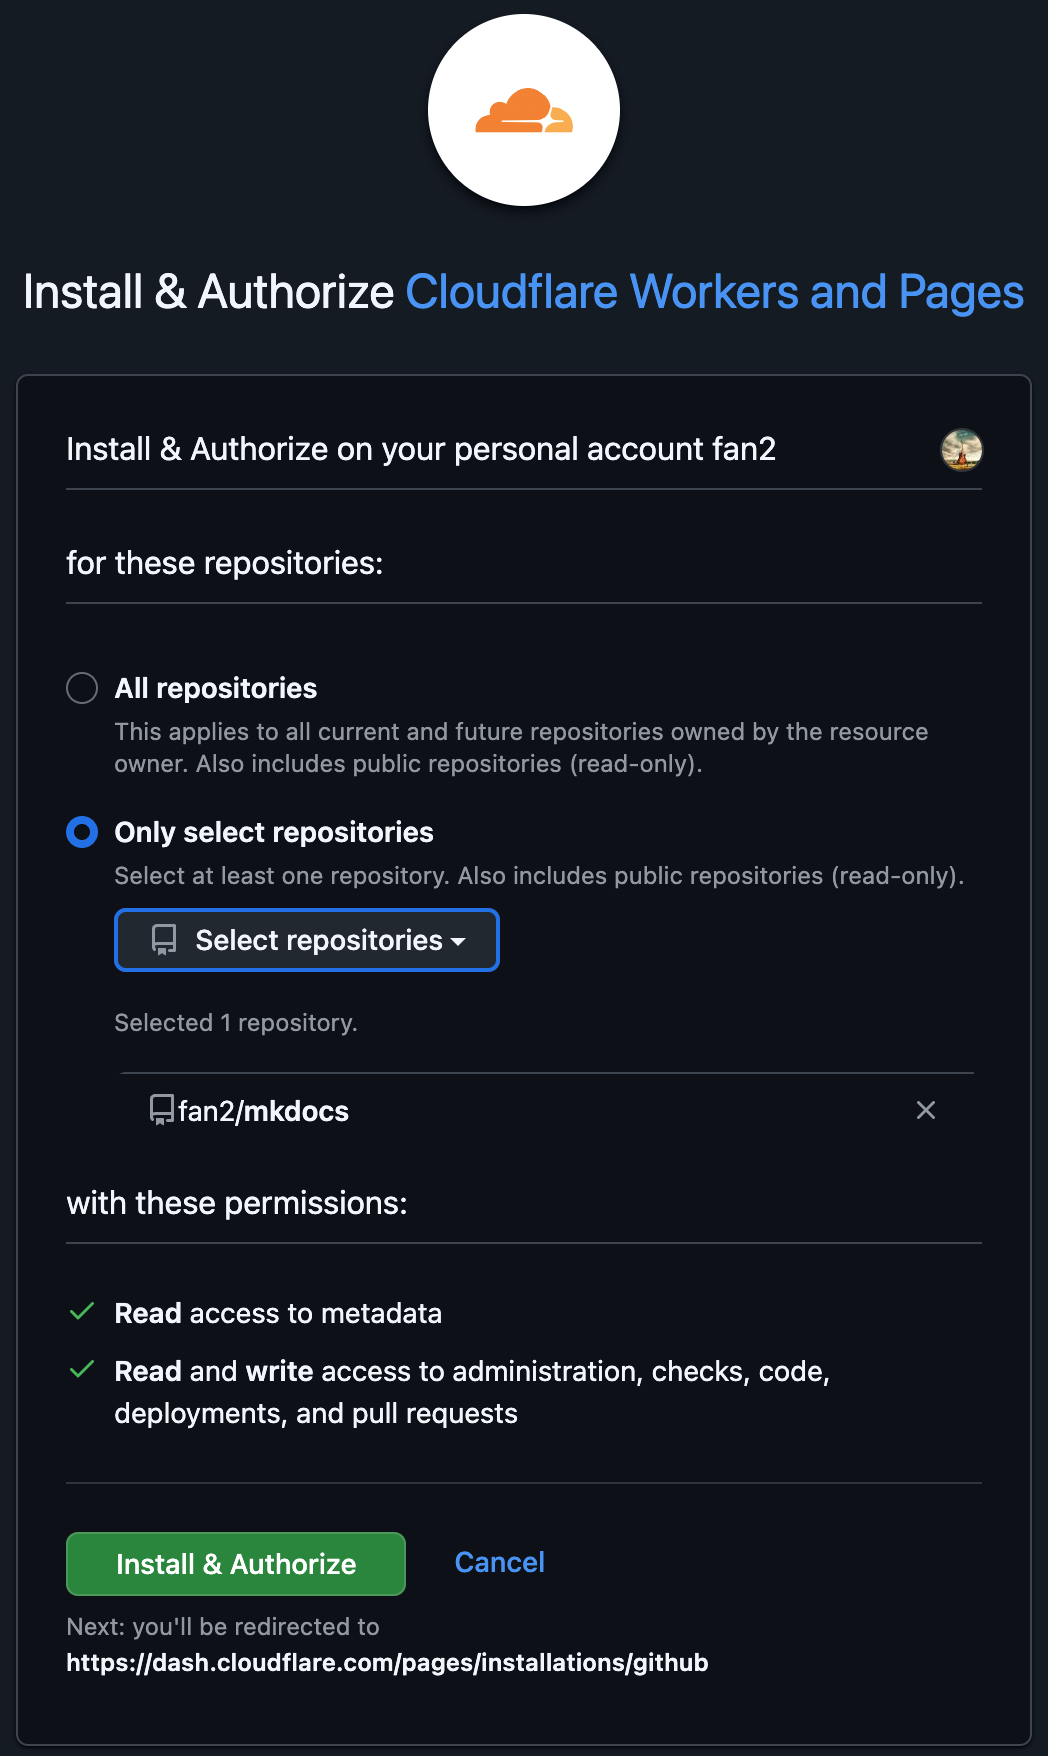 Install & Authorize Cloudflare Workers and Pages
Install & Authorize on your personal account fan2
for these repositories:
All repositories
This applies to all current and future repositories owned by the resource
owner. Also includes public repositories (read-only).
Only select repositories
Select at least one repository. Also includes public repositories (read-only).
Select repositories
Selected 1 repository.
fan2/mkdocs
with these permissions:
Read access to metadata
Read and write access to administration, checks, code,
deployments, and pull requests
Install & Authorize Cancel
Next: you'll be redirected to
https://dash.cloudflare.com/pages/installations/github